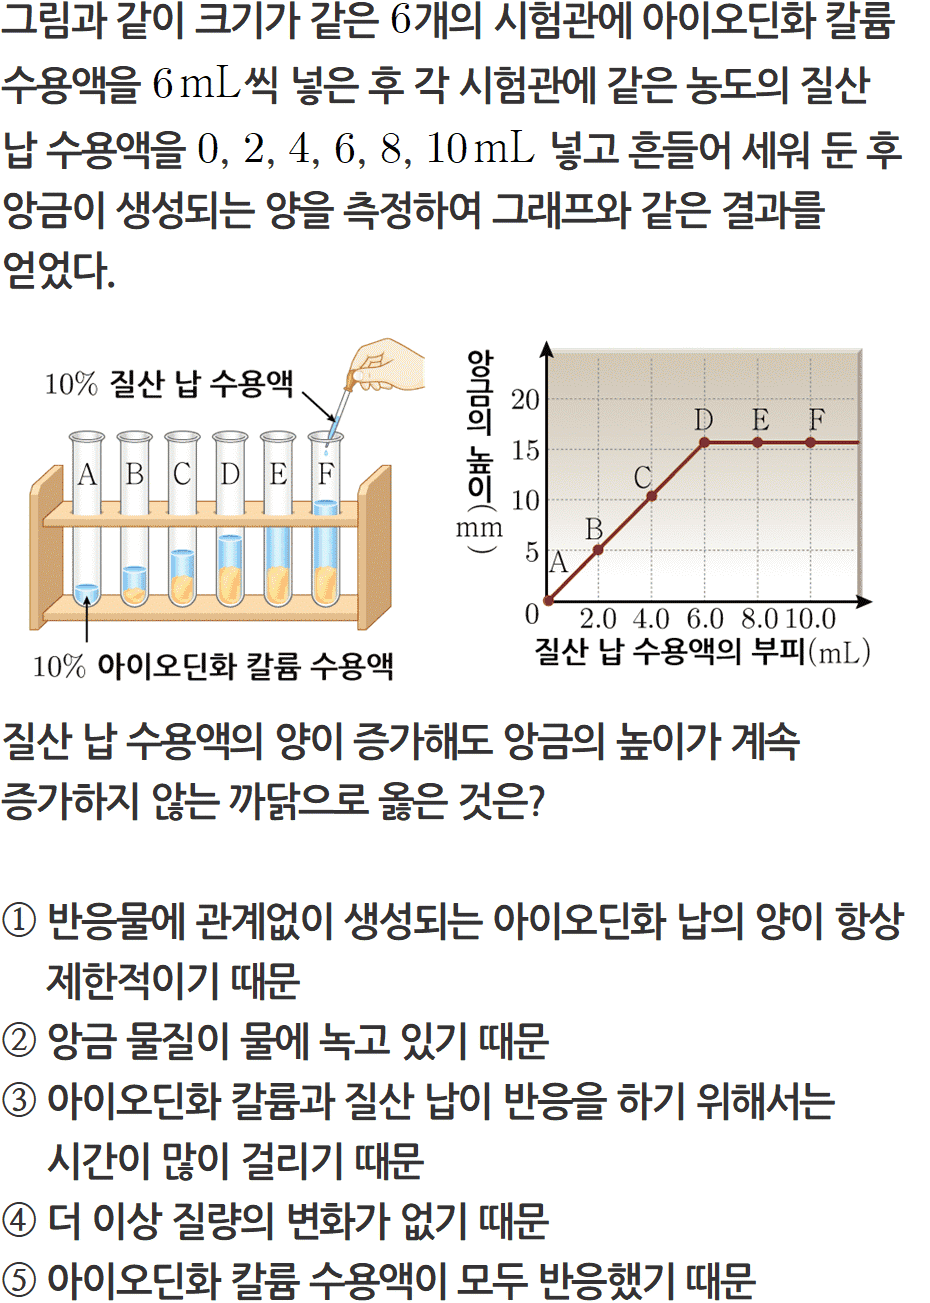 그림과 같이 크기가 같은 6개의 시험관에 아이오딘화 칼륨
수용액을 6 mL씩 넣은 후 각 시험관에 같은 농도의 질산
납 수용액을 0, 2, 4, 6, 8, 10 mL 넣고 흔들어 세워 둔 후
앙금이 생성되는 양을 측정하여 그래프와 같은 결과를
얻었다.
10% 질산 납 수용액
A B C D E F
10% 아이오딘화 칼륨 수용액
앙금의 높이(mm)
20
15
10
5
0
A
B
C
D
E
F
2.0 4.0 6.0 8.0 10.0
질산 납 수용액의 부피(mL)
질산 납 수용액의 양이 증가해도 앙금의 높이가 계속
증가하지 않는 까닭으로 옳은 것은?
① 반응물에 관계없이 생성되는 아이오딘화 납의 양이 항상
제한적이기 때문
② 앙금 물질이 물에 녹고 있기 때문
③ 아이오딘화 칼륨과 질산 납이 반응을 하기 위해서는
시간이 많이 걸리기 때문
④ 더 이상 질량의 변화가 없기 때문
⑤ 아이오딘화 칼륨 수용액이 모두 반응했기 때문